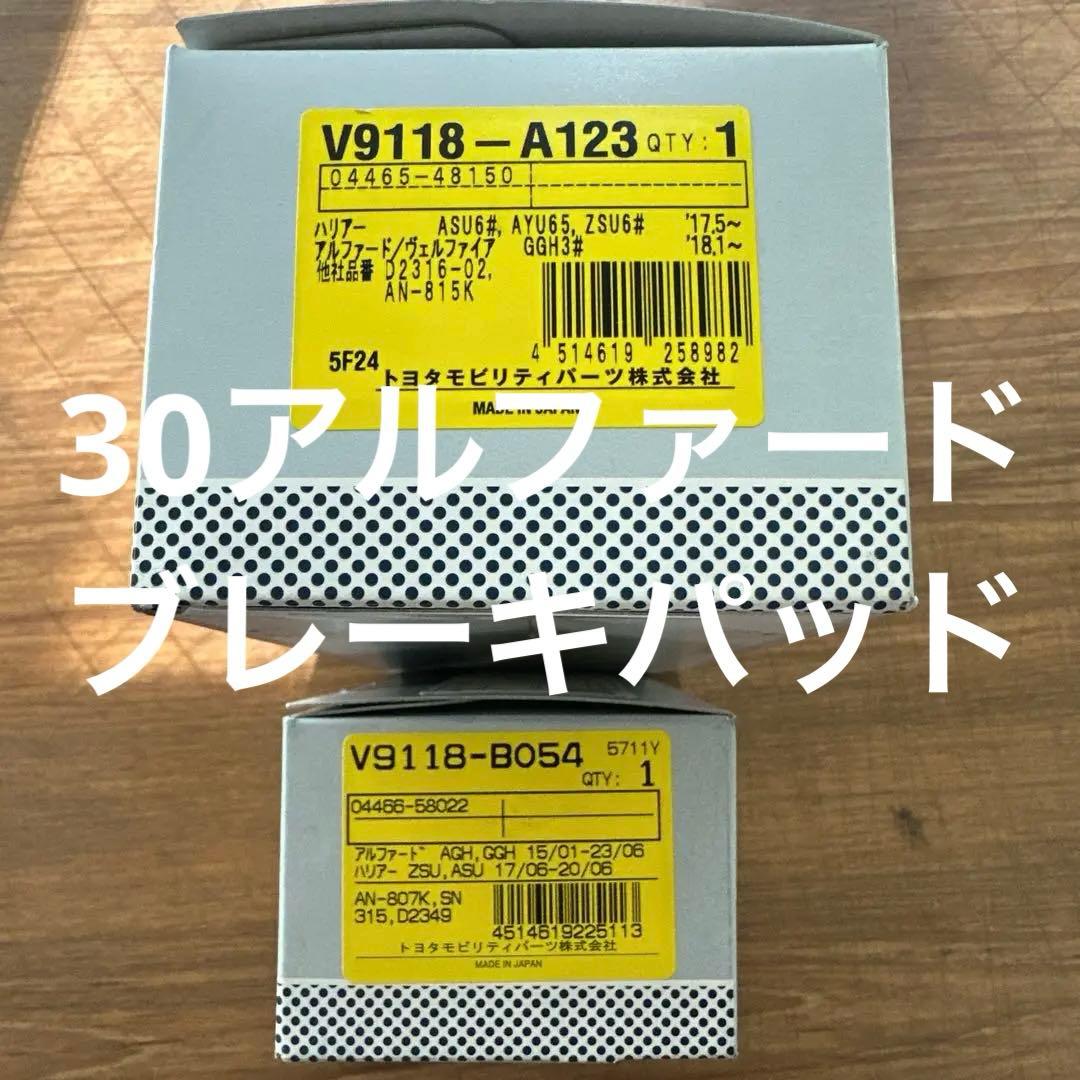 V9118-A123 QTY: 1
04465-48150
ハリアー ASU6#, AYU65, ZSU6# '17.5~
アルファード/ヴェルファイア GGH3# '18.1~
他社品番 D2316-02,
AN-815K
4 514619 258982
5F24 トヨタモビリティパーツ株式会社
MADE IN JAPAN
30アルファード
ブレーキパッド
V9118-B054 5711Y
QTY: 1
04466-58022
アルファード AGH,GGH 15/01-23/06
ハリアー ZSU,ASU 17/06-20/06
AN-807K,SN
315,D2349
4514619225113
トヨタモビリティパーツ株式会社
MADE IN JAPAN